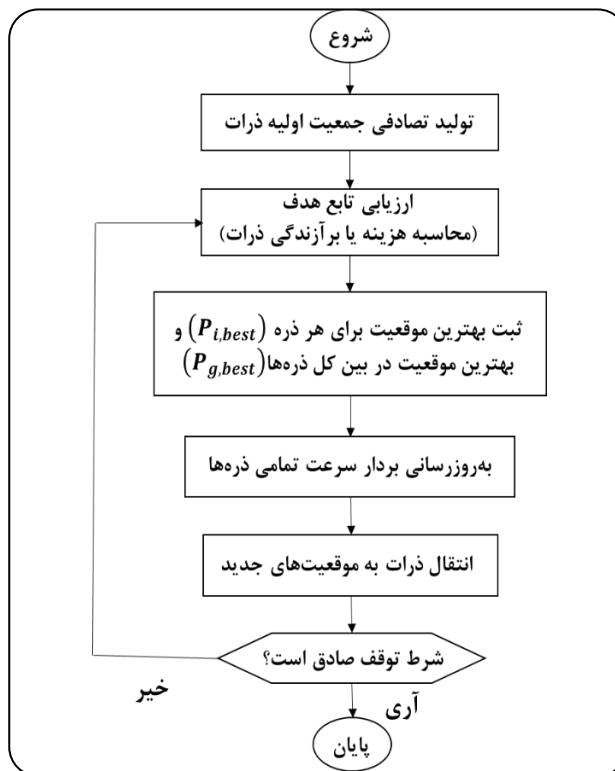 شروع
تولید تصادفی جمعیت اولیه ذرات
ارزیابی تابع هدف
(محاسبه هزینه یا برآزندگی ذرات)
ثبت بهترین موقعیت برای هر ذره (P_{i,best}) و
بهترین موقعیت در بین کل ذره‌ها (P_{g,best})
به‌روزرسانی بردار سرعت تمامی ذره‌ها
انتقال ذرات به موقعیت‌های جدید
شرط توقف صادق است؟
خیر
آری
پایان